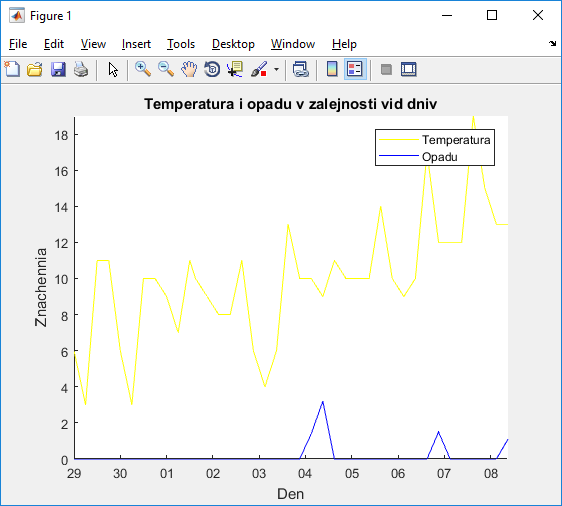 Figure 1
File Edit View Insert Tools Desktop Window Help
Temperatura i opadu v zalejnosti vid dniv
Temperatura
Opadu
Znachennia
18
16
14
12
10
8
6
4
2
0
29 30 01 02 03 04 05 06 07 08
Den